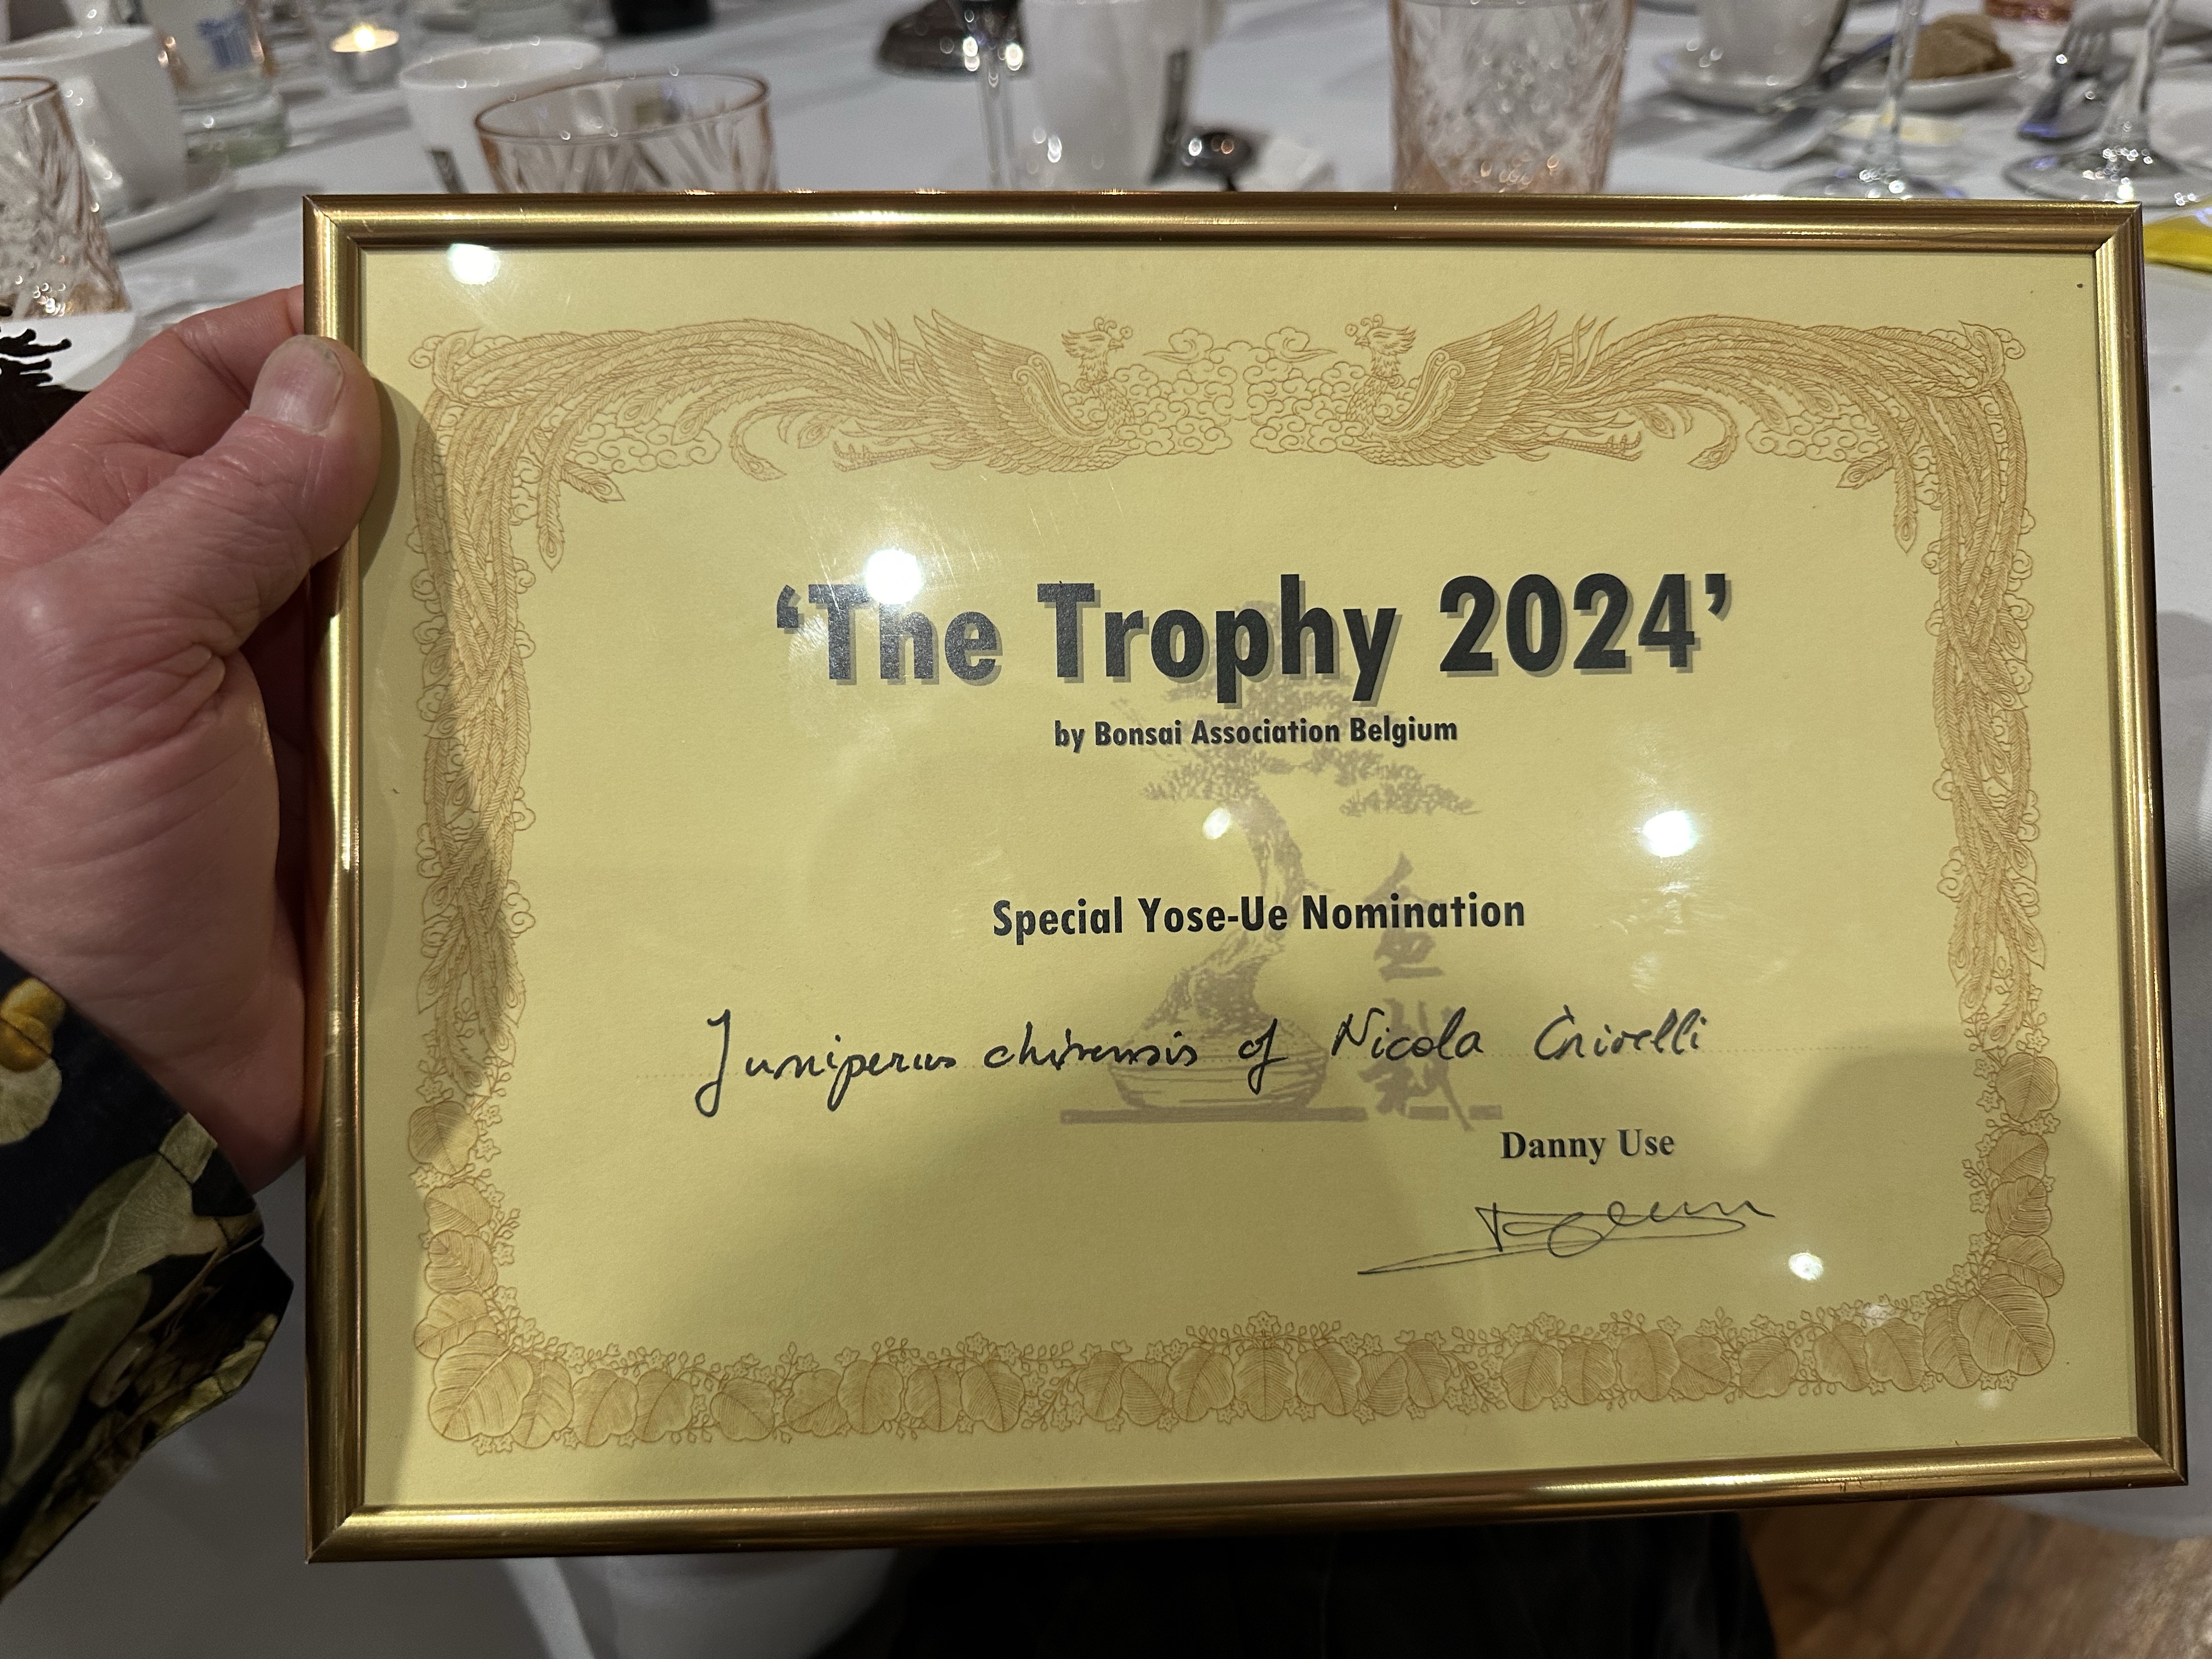 ‘The Trophy 2024’
by Bonsai Association Belgium
Special Yose-Ue Nomination
Juniperus chinensis of Nicola Crivelli
Danny Use